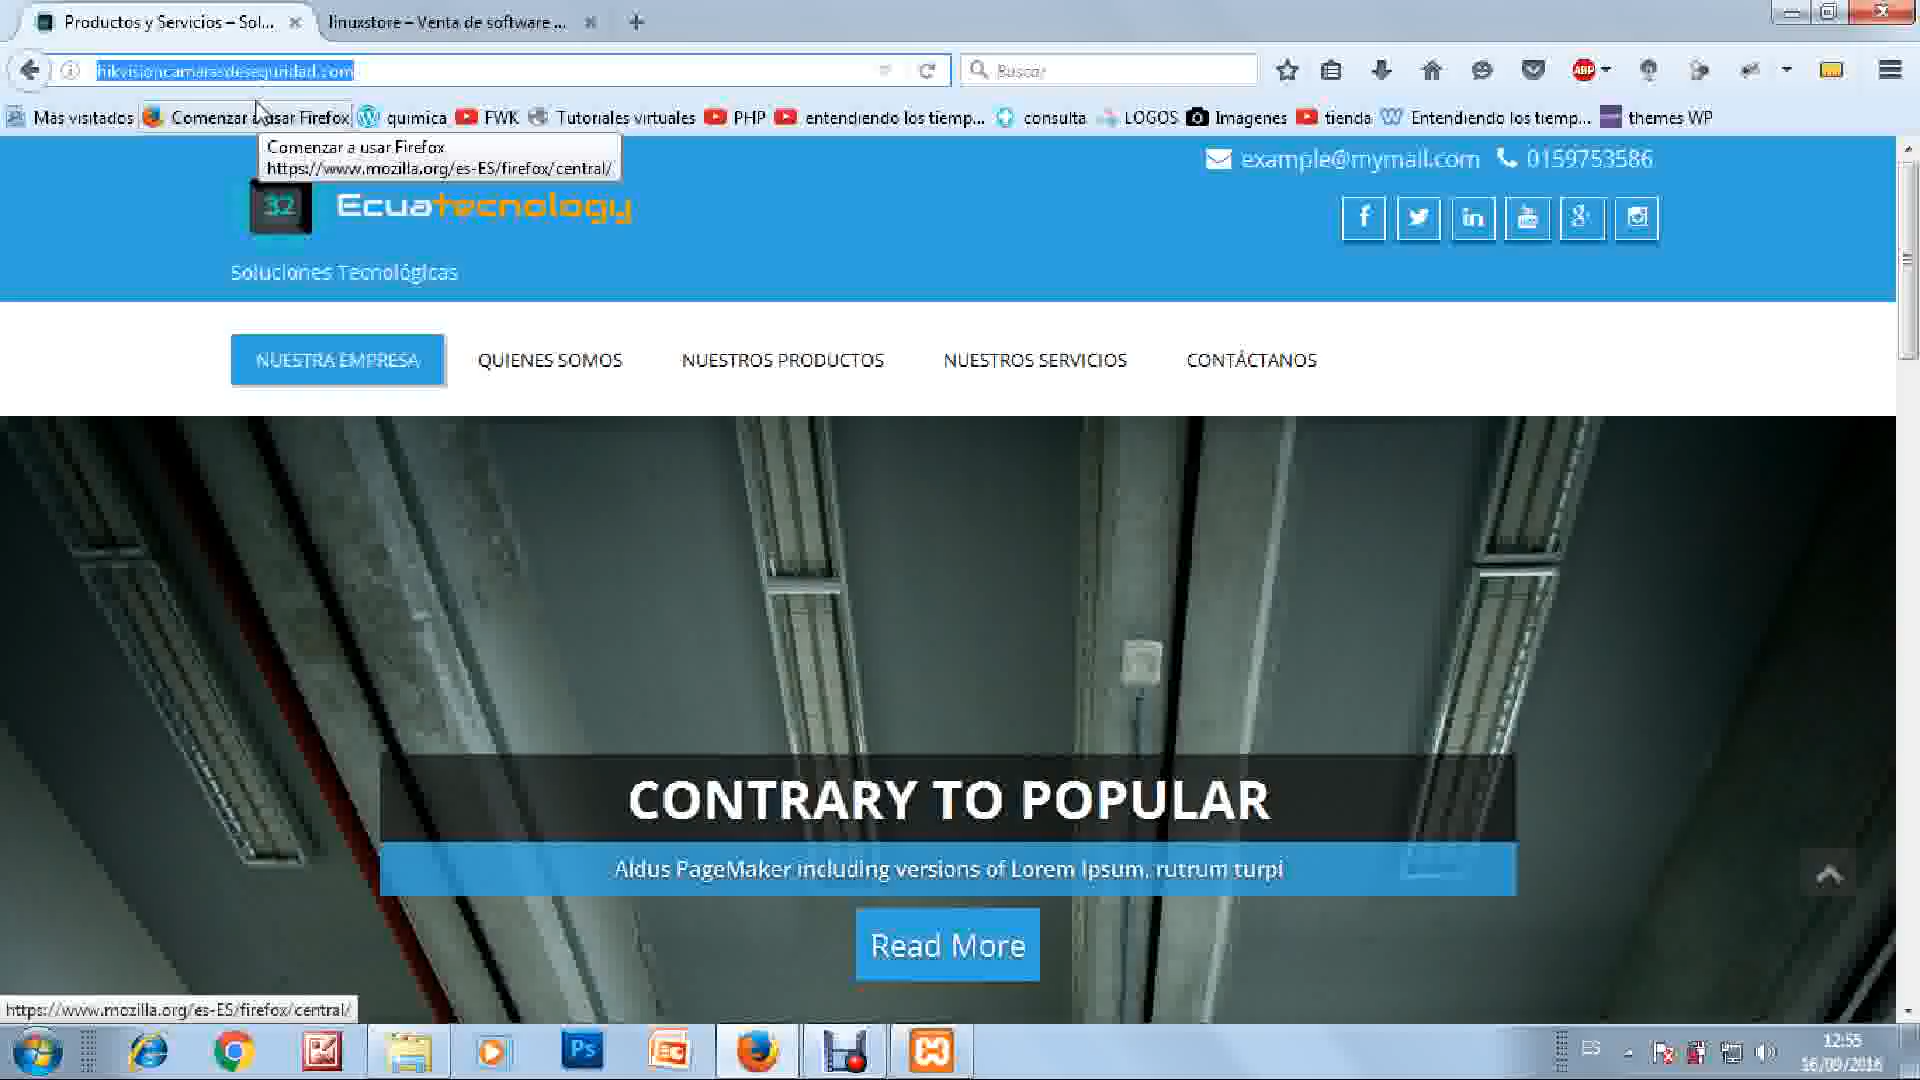 Productos y Servicios – Sol...
linuxstore – Venta de software ...
hikvisioncamarasdeseguridad.com
Buscar
ABP
Más visitados
Comenzar a usar Firefox
quimica
FWK
Tutoriales virtuales
PHP
entendiendo los tiemp...
consulta
LOGOS
Imagenes
tienda
Entendiendo los tiemp...
themes WP
Comenzar a usar Firefox
https://www.mozilla.org/es-ES/firefox/central/
example@mymail.com
0159753586
32
Ecuatecnology
Soluciones Tecnológicas
NUESTRA EMPRESA
QUIENES SOMOS
NUESTROS PRODUCTOS
NUESTROS SERVICIOS
CONTÁCTANOS
CONTRARY TO POPULAR
Aldus PageMaker including versions of Lorem Ipsum, rutrum turpi
Read More
https://www.mozilla.org/es-ES/firefox/central/
Ps
ES
12:55
16/09/2016